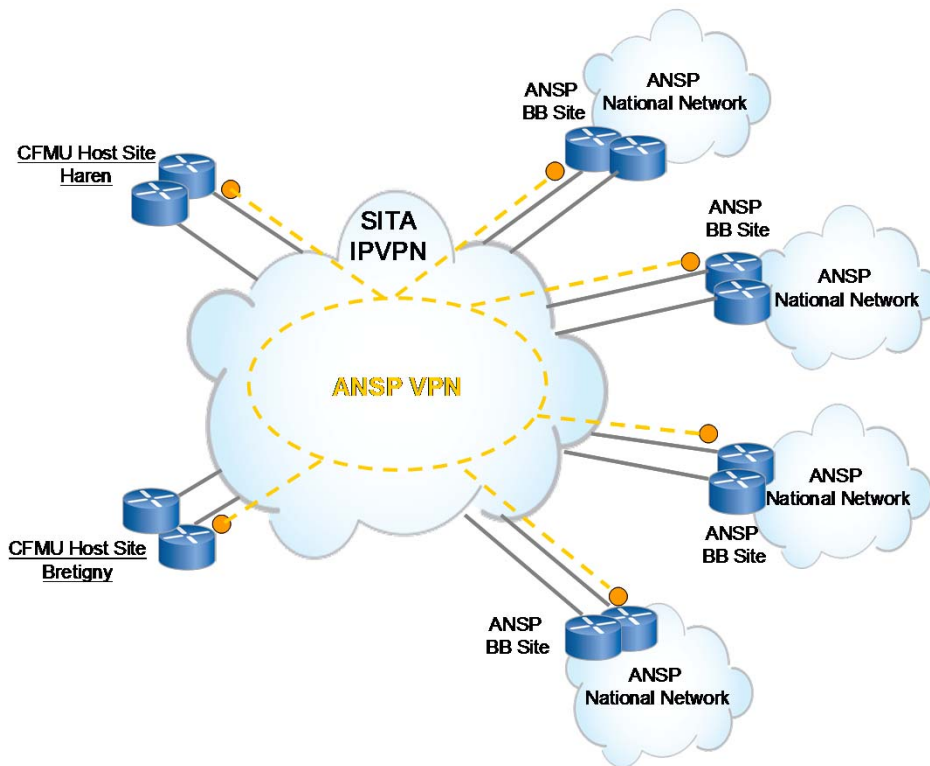 ANSP
National Network
ANSP
BB Site
CFMU Host Site
Haren
SITA
IPVPN
ANSP
BB Site
ANSP
National Network
ANSP VPN
ANSP
National Network
ANSP
BB Site
CFMU Host Site
Bretigny
ANSP
BB Site
ANSP
National Network